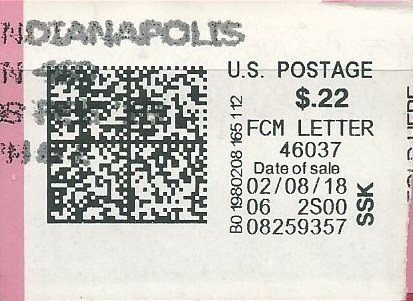 INDIANAPOLIS
U.S. POSTAGE
$.22
FCM LETTER
46037
Date of sale
02/08/18
06 2S00
08259357
SSK
B0 1980208 165 112